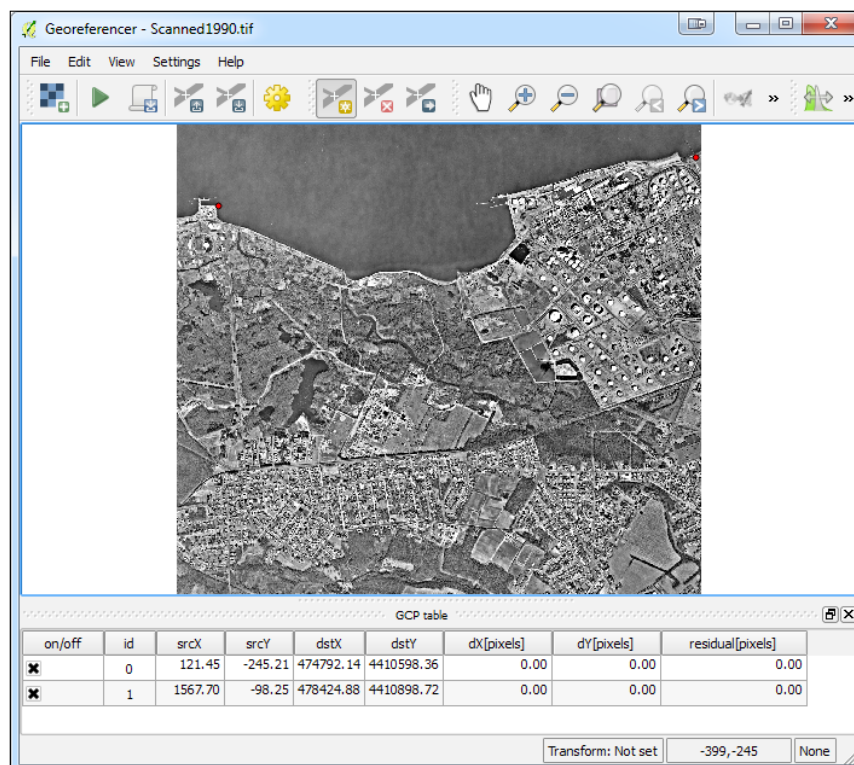 Georeferencer - Scanned1990.tif
File Edit View Settings Help
» »
GCP table
on/off id srcX srcY dstX dstY dX[pixels] dY[pixels] residual[pixels]
0 121.45 -245.21 474792.14 4410598.36 0.00 0.00 0.00
1 1567.70 -98.25 478424.88 4410898.72 0.00 0.00 0.00
Transform: Not set -399,-245 None